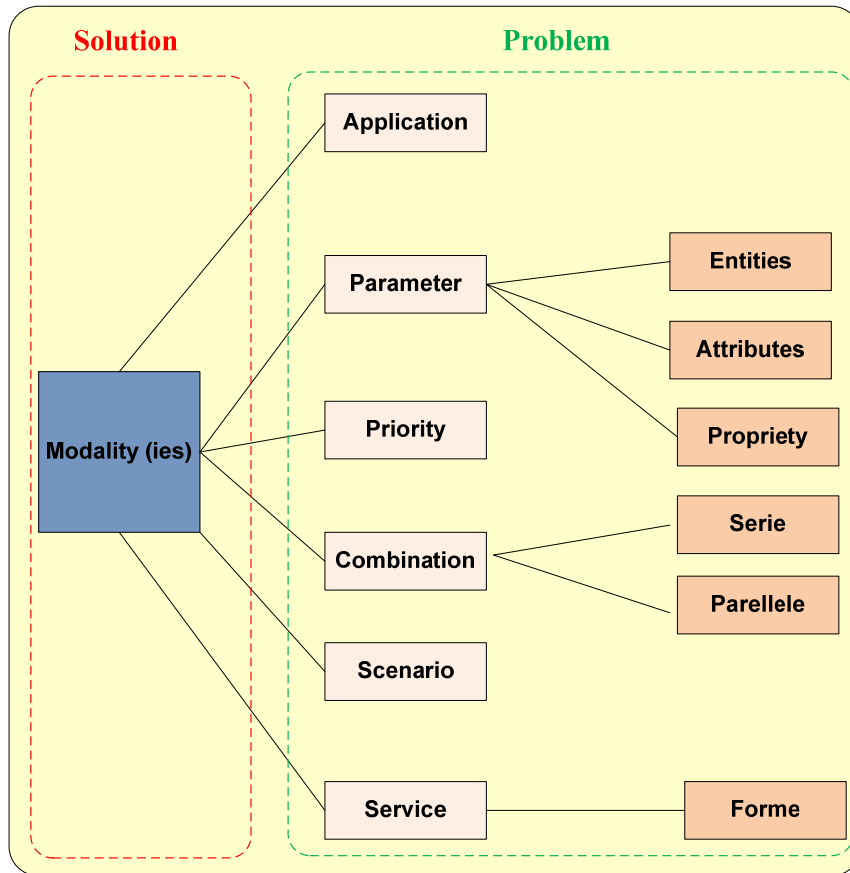 Solution
Problem
Application
Parameter
Entities
Attributes
Modality (ies)
Priority
Propriety
Combination
Serie
Parellele
Scenario
Service
Forme